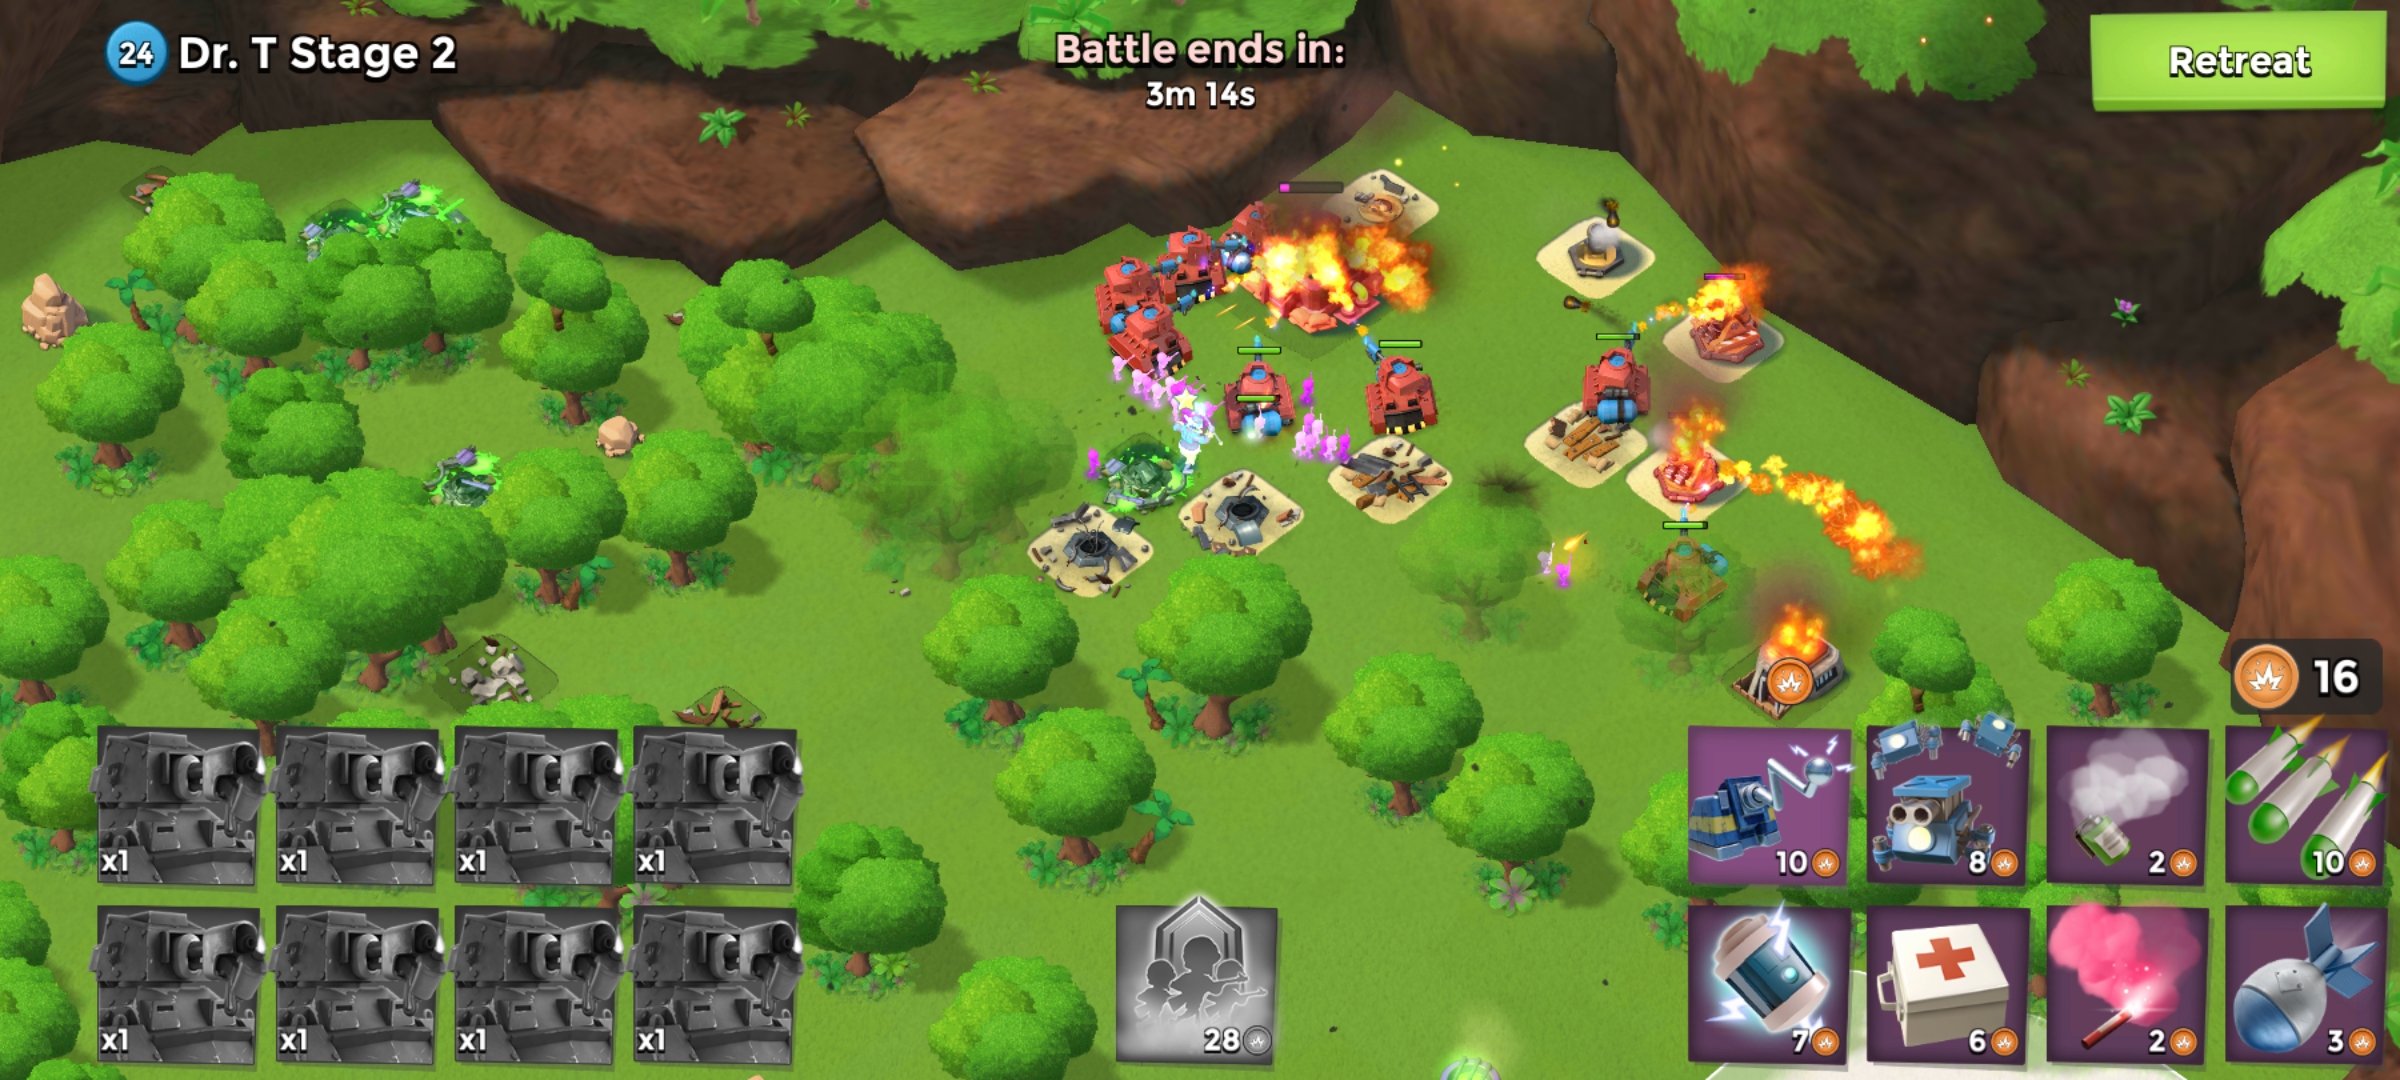 24 Dr. T Stage 2
Battle ends in:
3m 14s
Retreat
16
x1 x1 x1 x1
10 8 2 10
x1 x1 x1 x1
28
7 6 2 3